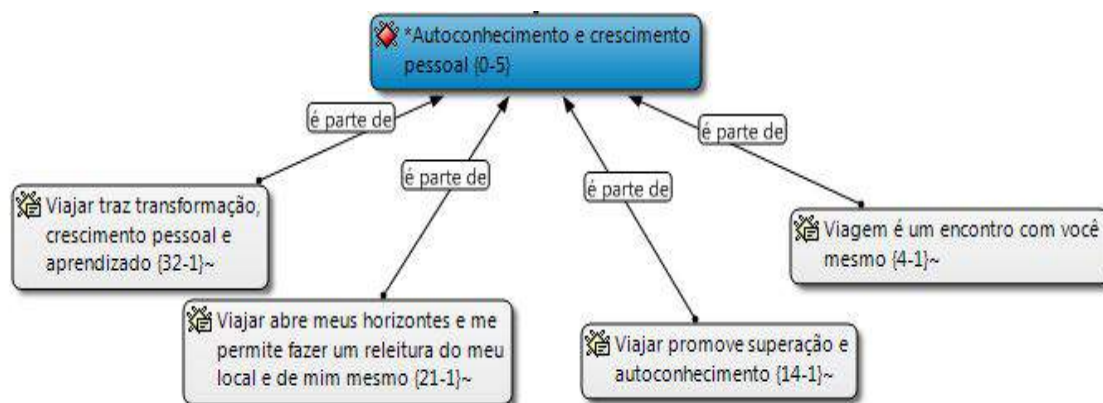 *Autoconhecimento e crescimento
pessoal {0-5}
é parte de
é parte de
é parte de
é parte de
Viajar traz transformação,
crescimento pessoal e
aprendizado {32-1}~
Viagem é um encontro com você
mesmo {4-1}~
Viajar abre meus horizontes e me
permite fazer um releitura do meu
local e de mim mesmo {21-1}~
Viajar promove superação e
autoconhecimento {14-1}~